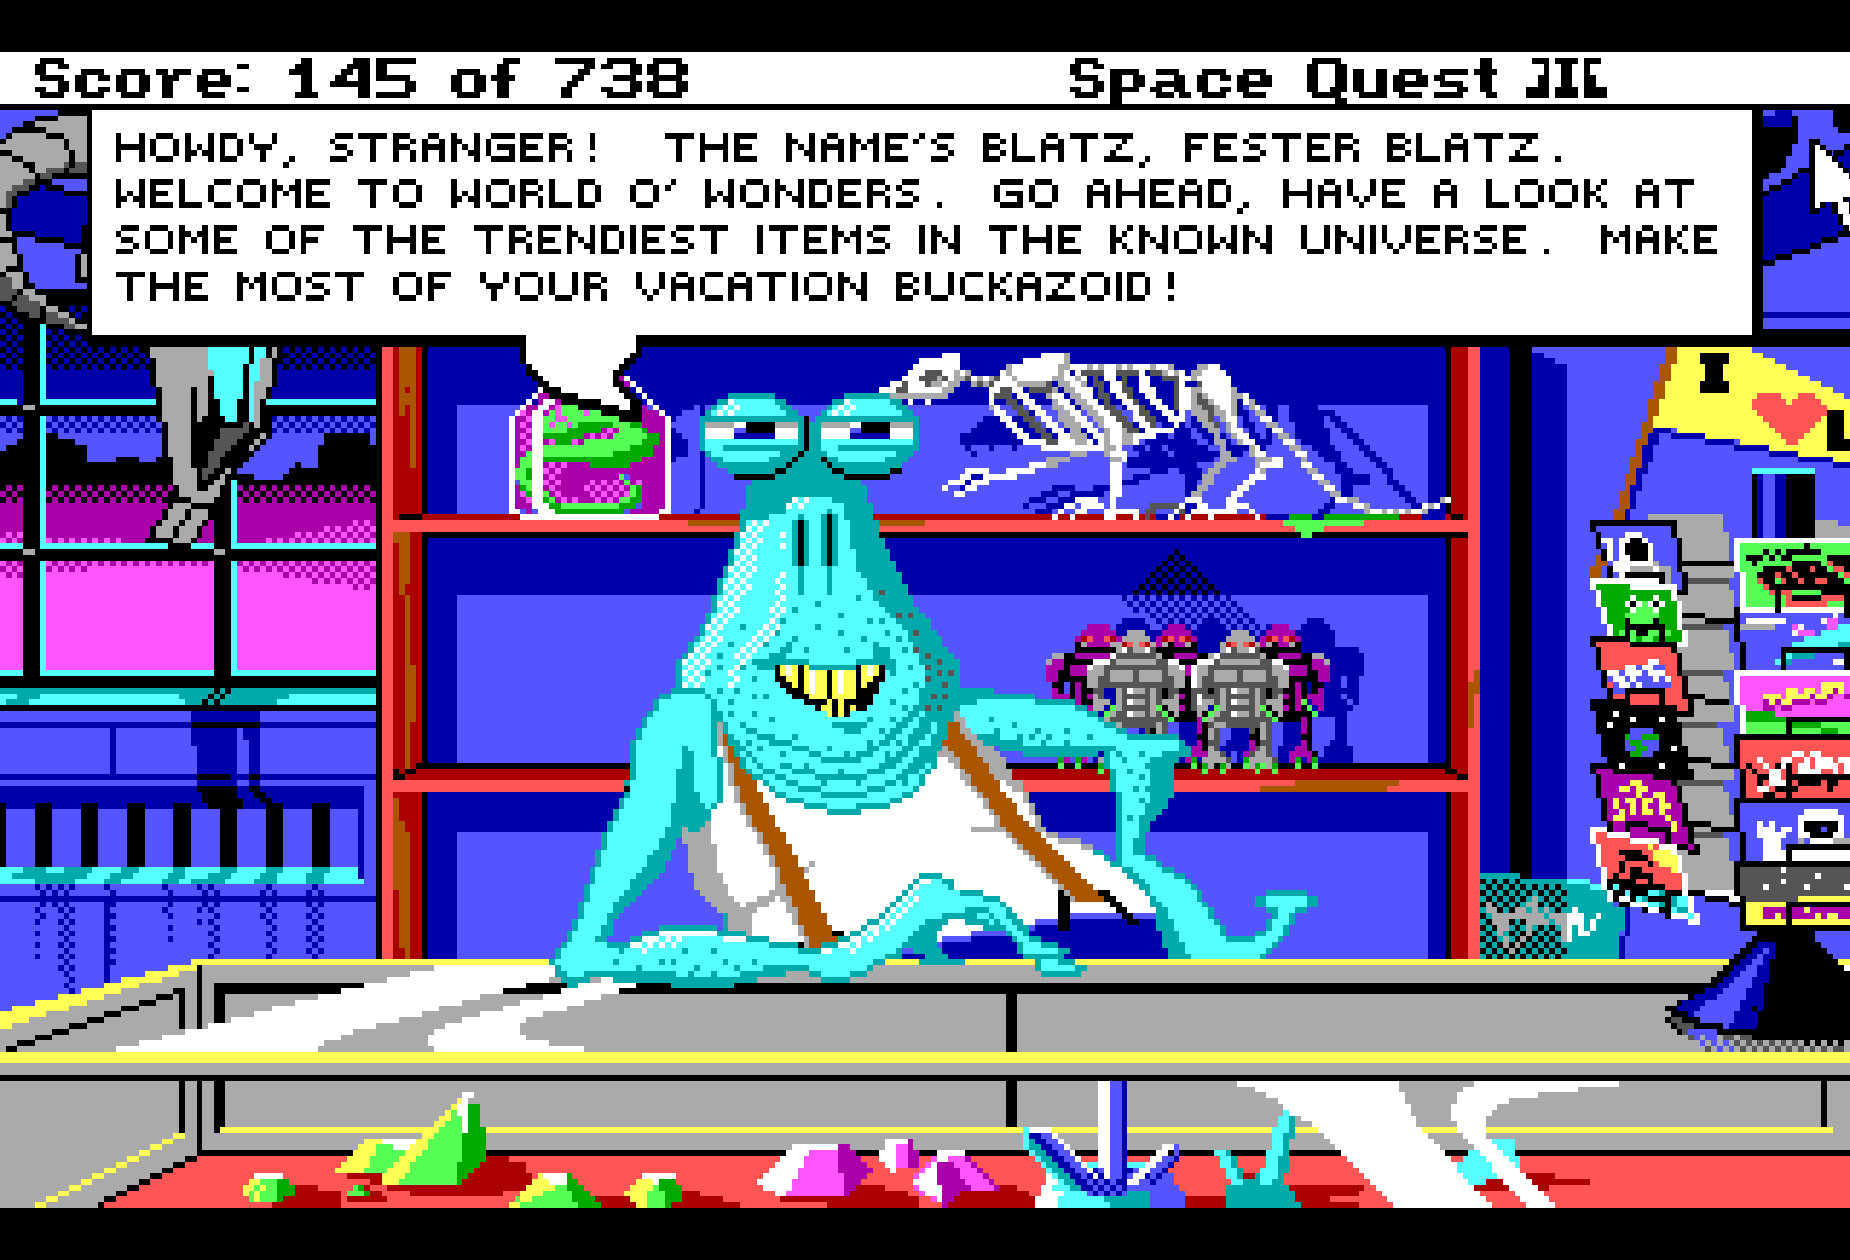 Score: 145 of 738 Space Quest III
HOWDY, STRANGER! THE NAME'S BLATZ, FESTER BLATZ.
WELCOME TO WORLD O' WONDERS. GO AHEAD, HAVE A LOOK AT
SOME OF THE TRENDIEST ITEMS IN THE KNOWN UNIVERSE. MAKE
THE MOST OF YOUR VACATION BUCKAZOID!
I